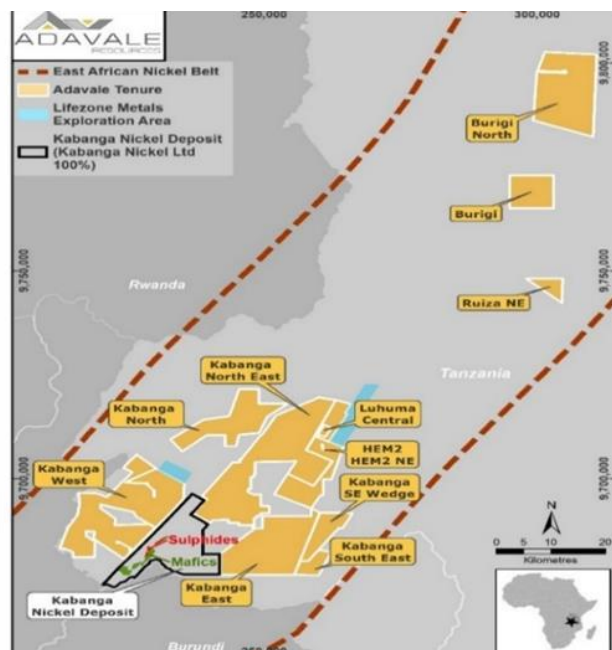 250,000
300,000
ADAVALE
RESOURCES
East African Nickel Belt
Adavale Tenure
Lifezone Metals
Exploration Area
Kabanga Nickel Deposit
(Kabanga Nickel Ltd
100%)
9,800,000
Burigi
North
Burigi
9,750,000
9,750,000
Ruiza NE
Rwanda
Tanzania
Kabanga
North East
Kabanga
North
Luhuma
Central
HEM2
HEM2 NE
Kabanga
West
Kabanga
SE Wedge
9,700,000
9,700,000
Sulphides
Mafics
Kabanga
South East
Kabanga
East
Kabanga
Nickel Deposit
Burundi
N
0 5 10 15 20
Kilometres